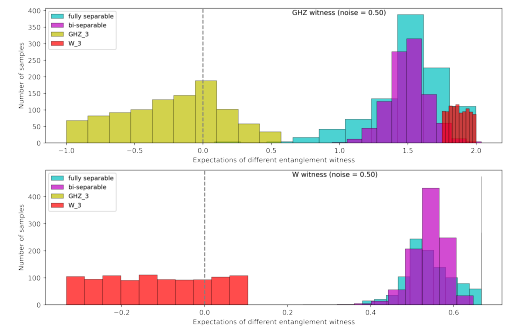 GHZ witness (noise = 0.50)
fully separable
bi-separable
GHZ_3
W_3
Number of samples
400
350
300
250
200
150
100
50
0
−1.0
−0.5
0.0
0.5
1.0
1.5
2.0
Expectations of different entanglement witness
W witness (noise = 0.50)
fully separable
bi-separable
GHZ_3
W_3
Number of samples
400
300
200
100
0
−0.2
0.0
0.2
0.4
0.6
Expectations of different entanglement witness